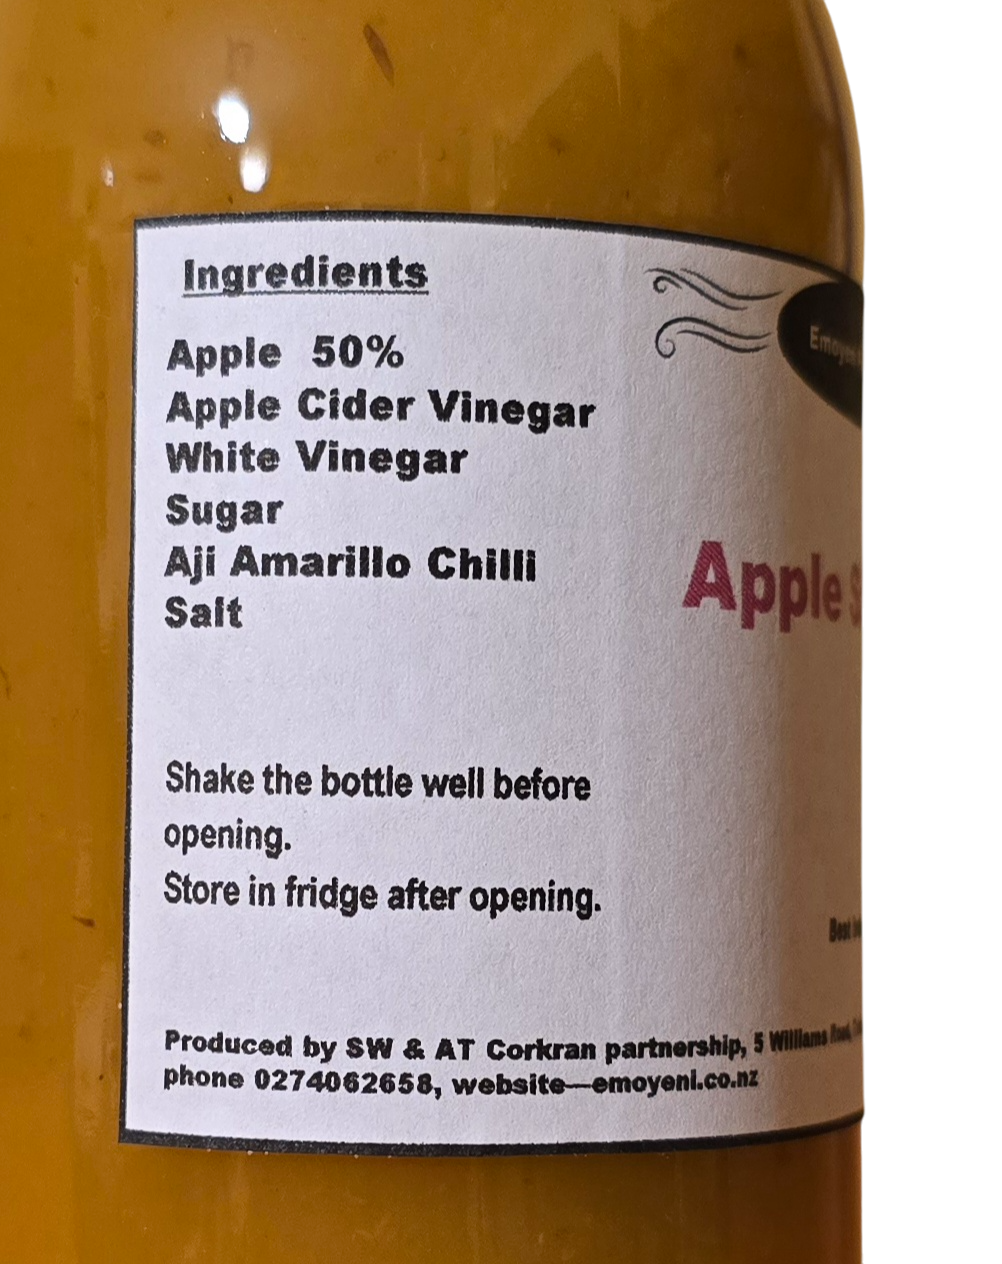 Ingredients
Apple 50%
Apple Cider Vinegar
White Vinegar
Sugar
Aji Amarillo Chilli
Salt
Shake the bottle well before
opening.
Store in fridge after opening.
Produced by SW & AT Corkran partnership, 5 Williams Road,
phone 0274062658, website—emoyeni.co.nz
Apple
Best